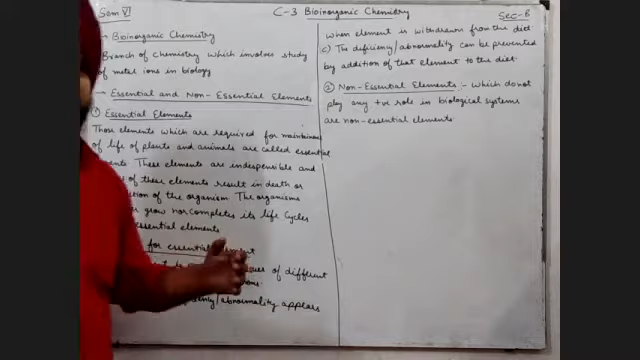 Sem VI
C-3 Bioinorganic Chemistry
Sec-B
Bioinorganic Chemistry
Branch of Chemistry which involves study
of metal ions in biology
Essential and Non-Essential Elements
① Essential Elements
Those elements which are required for
of life of plants and animals are called essential
These elements are indespensible and
of these elements result in death or
of the organism. The organisms
grow nor completes its life cycles
essential elements
for essential element
of different
/abnormality appears
when element is withdrawn from the diet
c) The deficiency/abnormality can be prevented
by addition of that element to the diet.
② Non-Essential Elements :- which do not
play any +ve role in biological systems
are non-essential elements